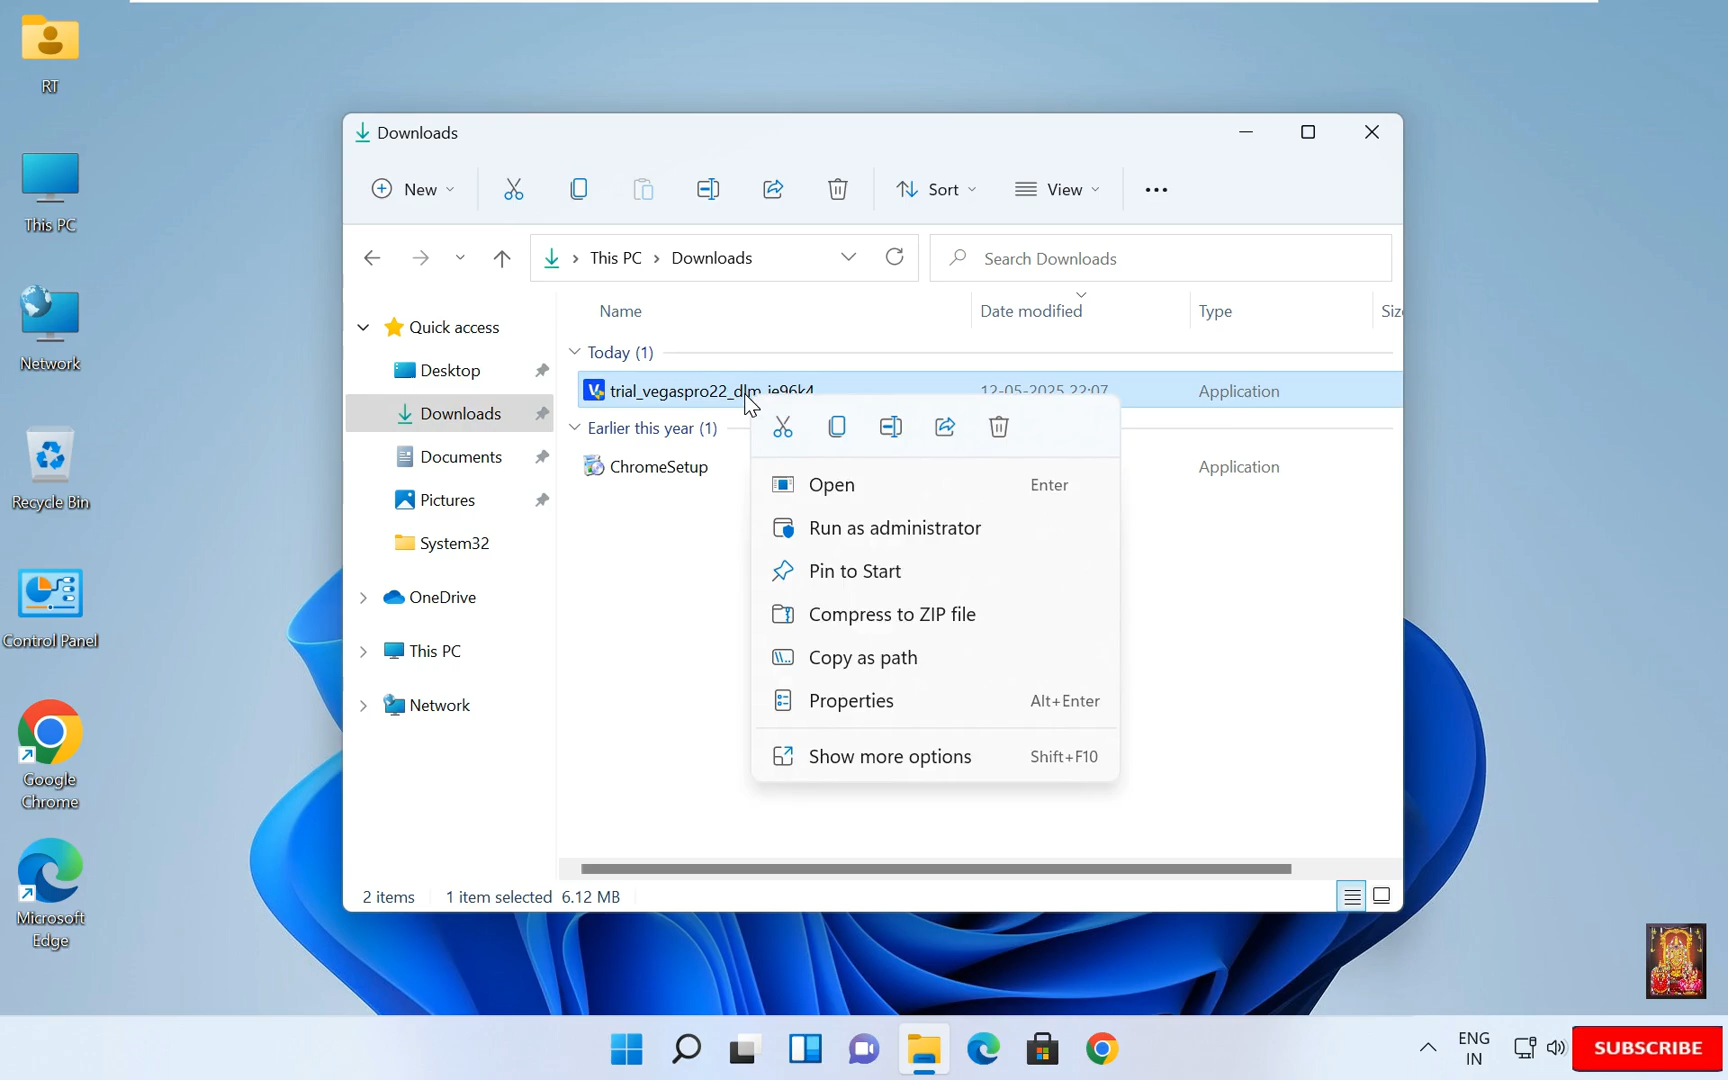 RT
This PC
Network
Recycle Bin
Control Panel
Google
Chrome
Microsoft
Edge
Downloads
New
Sort
View
This PC
Downloads
Search Downloads
Name
Date modified
Type
Quick access
Desktop
Downloads
Documents
Pictures
System32
OneDrive
This PC
Network
Today (1)
trial_vegaspro22_dlm_ie96k4 12-05-2025 22:07 Application
Earlier this year (1)
ChromeSetup Application
Open Enter
Run as administrator
Pin to Start
Compress to ZIP file
Copy as path
Properties Alt+Enter
Show more options Shift+F10
2 items 1 item selected 6.12 MB
ENG
IN
SUBSCRIBE